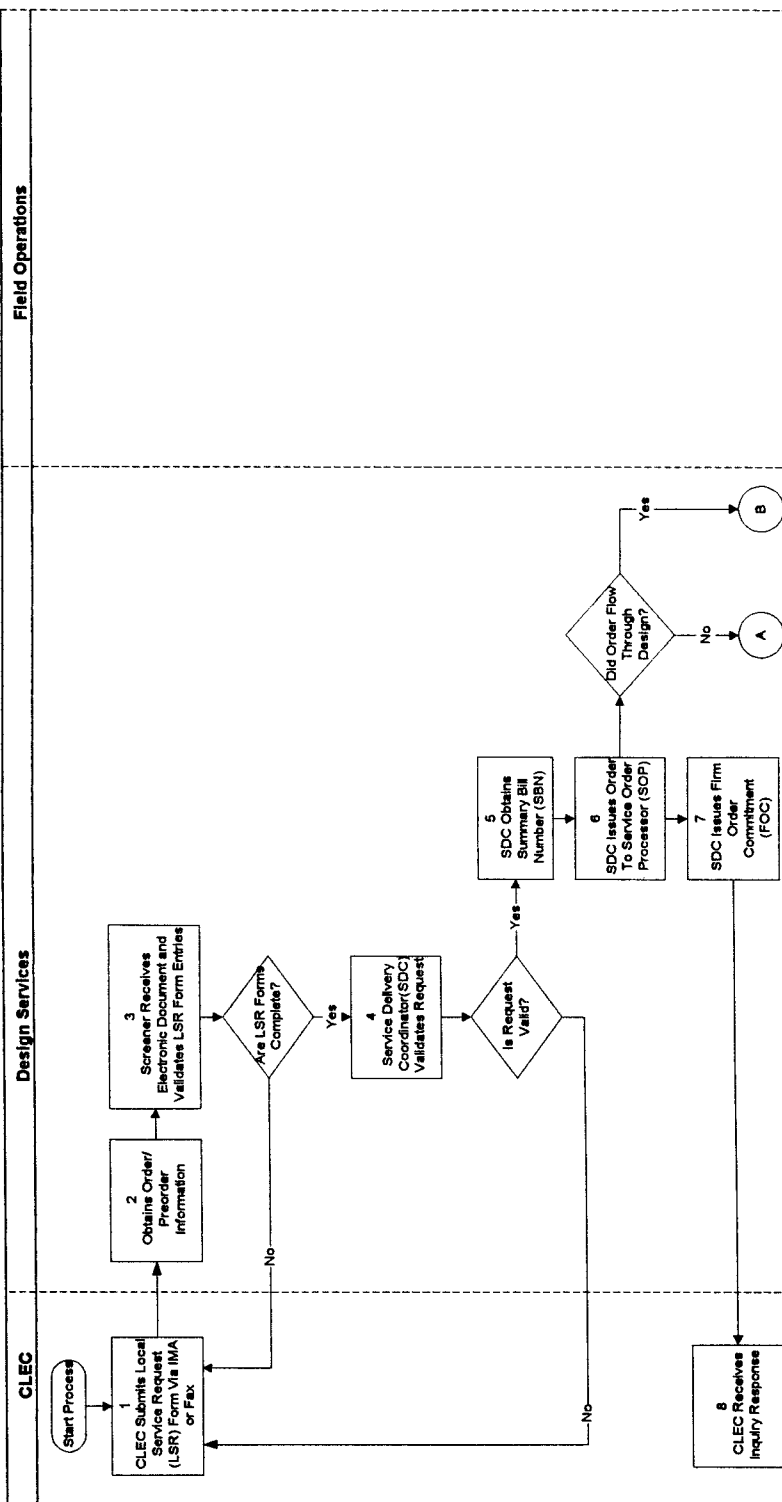 CLEC
Design Services
Field Operations
Start Process
1
CLEC Submits Local
Service Request
(LSR) Form Via IMA
or Fax
2
Obtains Order/
Preorder
Information
3
Screener Receives
Electronic Document and
Validates LSR Form Entries
Are LSR Forms
Complete?
No
Yes
4
Service Delivery
Coordinator(SDC)
Validates Request
Is Request
Valid?
No
Yes
5
SDC Obtains
Summary Bill
Number (SBN)
6
SDC Issues Order
To Service Order
Processor (SOP)
Did Order Flow
Through
Design?
Yes
No
B
A
7
SDC Issues Firm
Order
Commitment
(FOC)
8
CLEC Receives
Inquiry Response